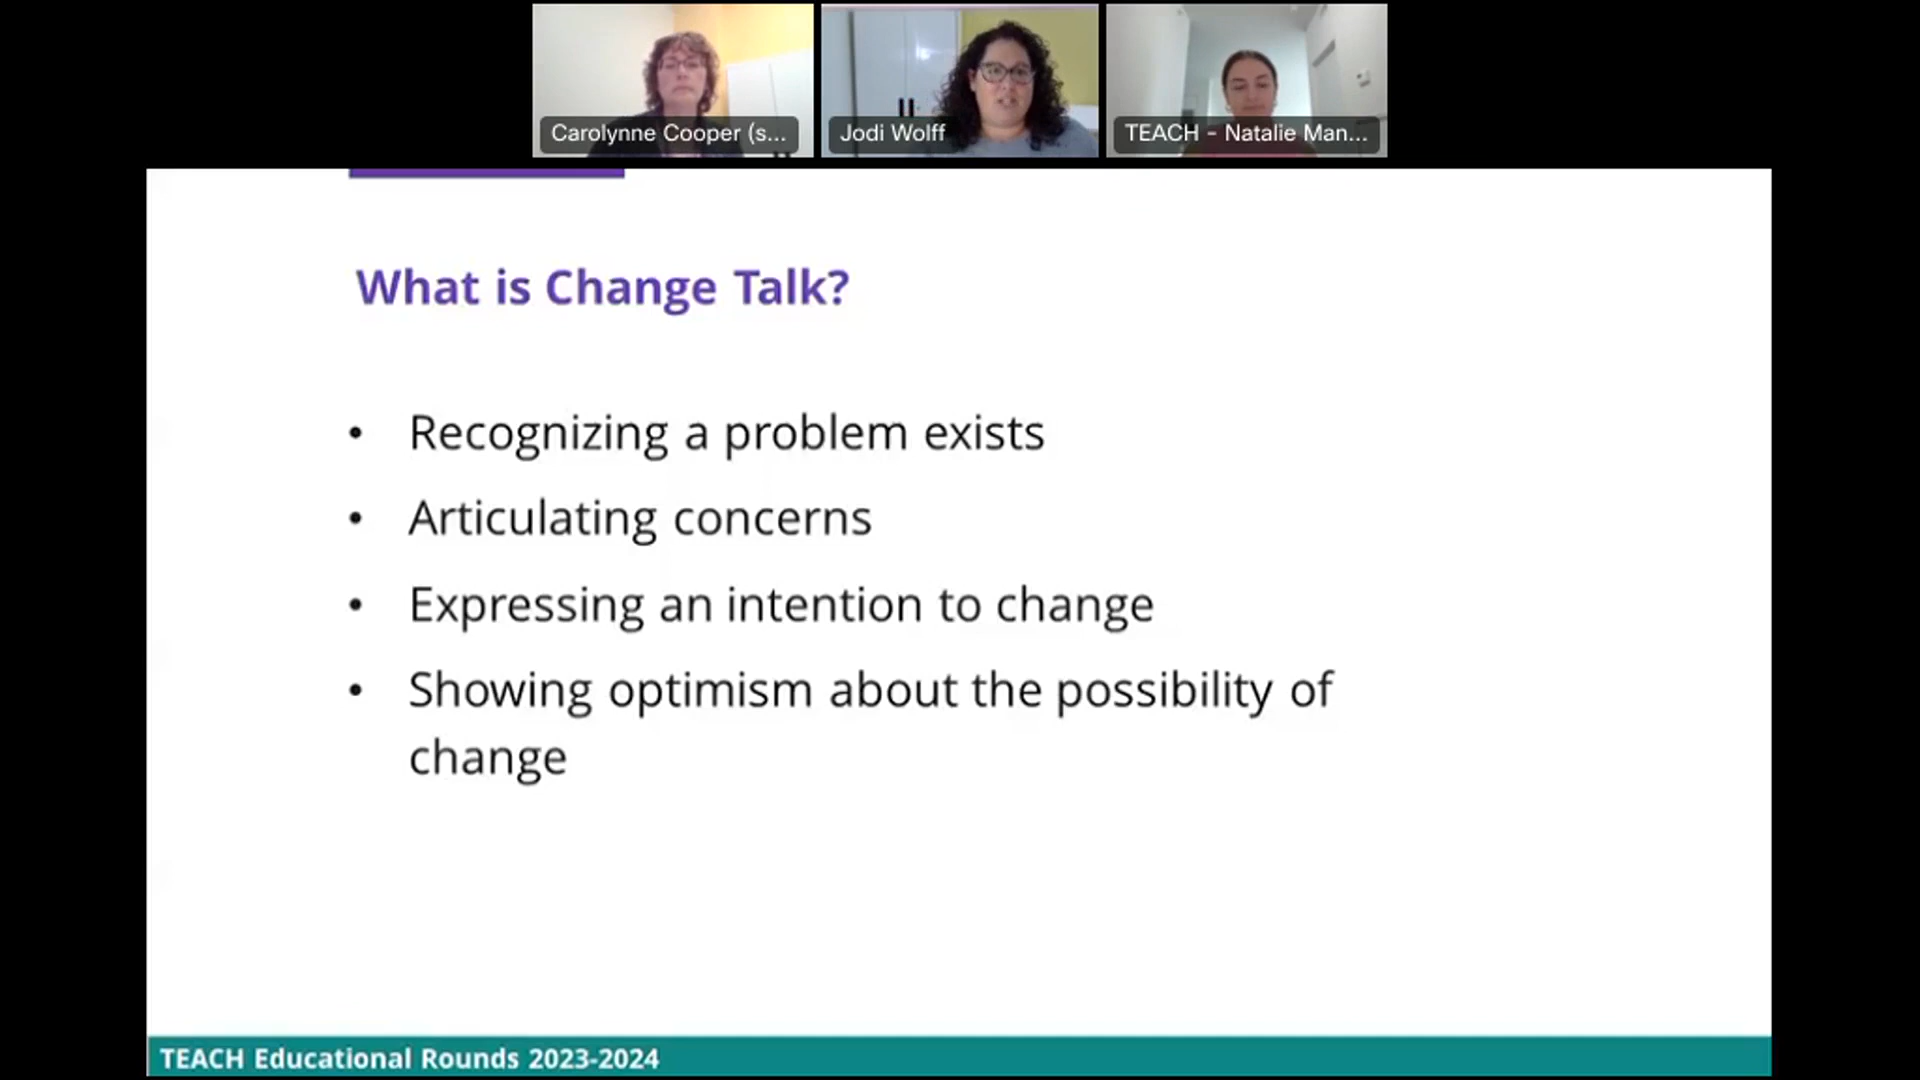 Carolynne Cooper (s...
Jodi Wolff
TEACH - Natalie Man...
What is Change Talk?
• Recognizing a problem exists
• Articulating concerns
• Expressing an intention to change
• Showing optimism about the possibility of
change
TEACH Educational Rounds 2023-2024